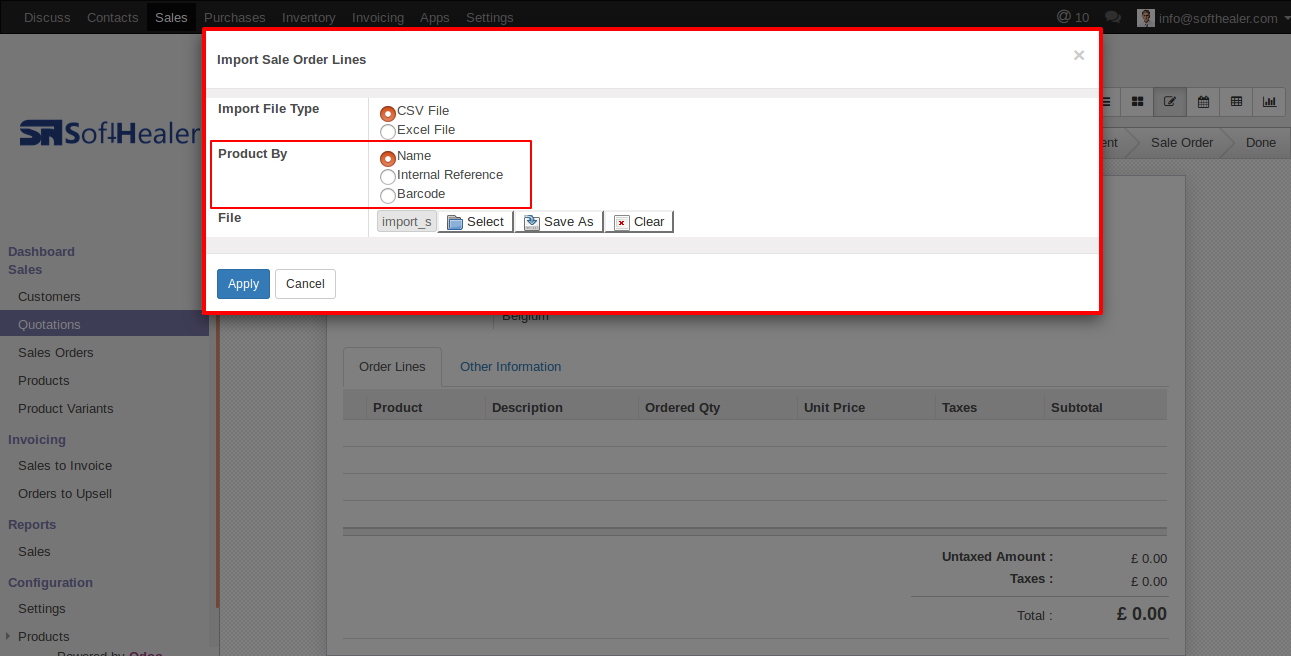 Discuss Contacts Sales Purchases Inventory Invoicing Apps Settings @ 10 info@softhealer.com
Import Sale Order Lines ×
Import File Type
CSV File
Excel File
Product By
Name
Internal Reference
Barcode
File import_s Select Save As Clear
Apply Cancel
SoftHealer
Sale Order Done
Dashboard
Sales
Customers
Quotations
Sales Orders
Products
Product Variants
Invoicing
Sales to Invoice
Orders to Upsell
Reports
Sales
Configuration
Settings
Products
Powered by Odoo
Belgium
Order Lines Other Information
Product Description Ordered Qty Unit Price Taxes Subtotal
Untaxed Amount : £ 0.00
Taxes : £ 0.00
Total : £ 0.00